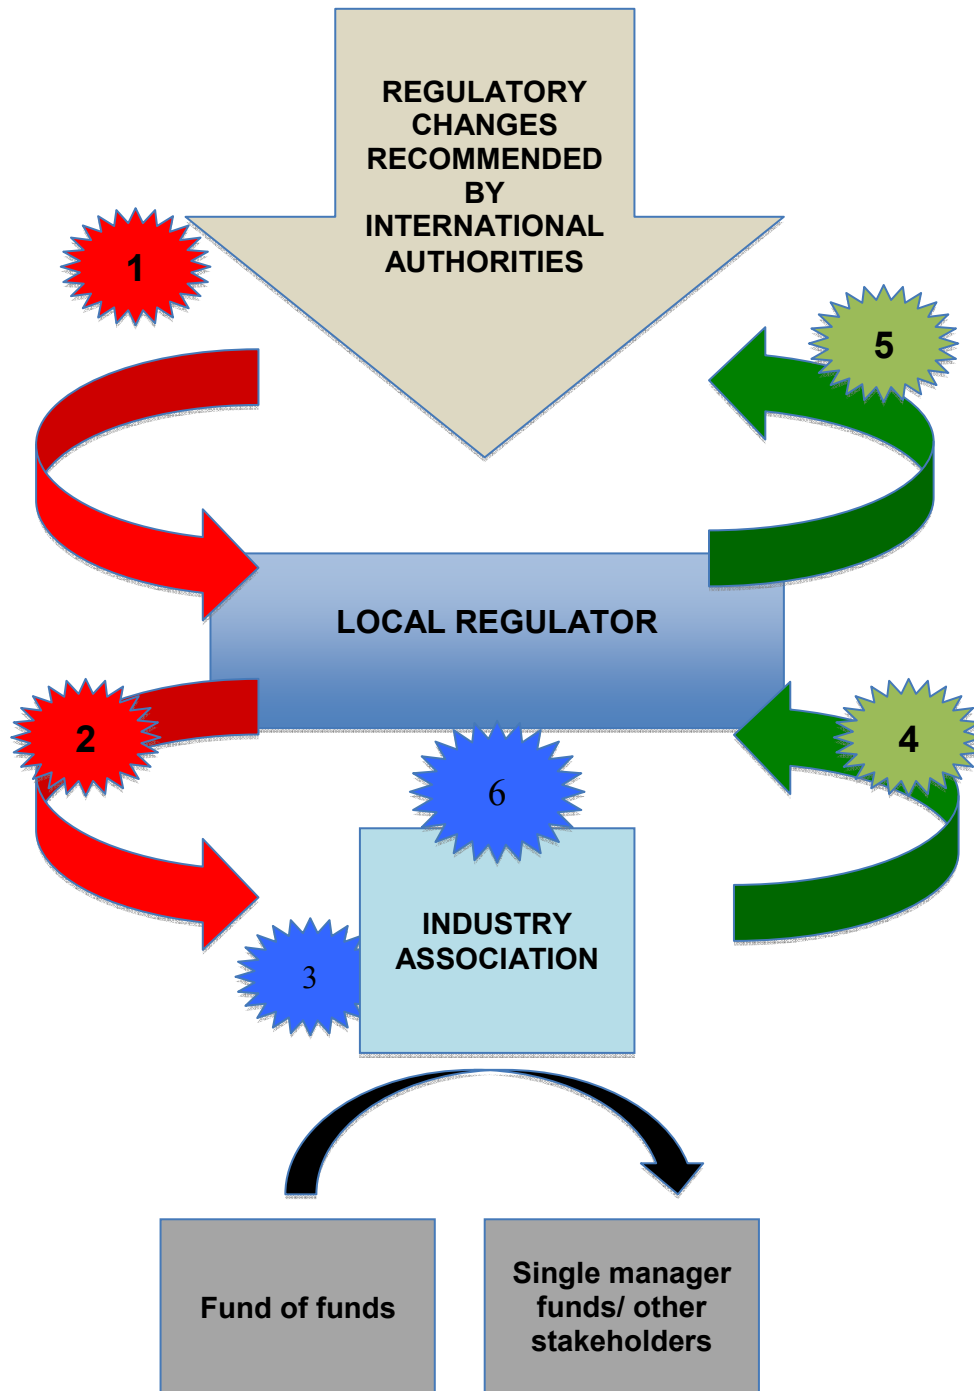 REGULATORY
CHANGES
RECOMMENDED
BY
INTERNATIONAL
AUTHORITIES
1
5
LOCAL REGULATOR
2
4
6
INDUSTRY
ASSOCIATION
3
Fund of funds
Single manager
funds/ other
stakeholders